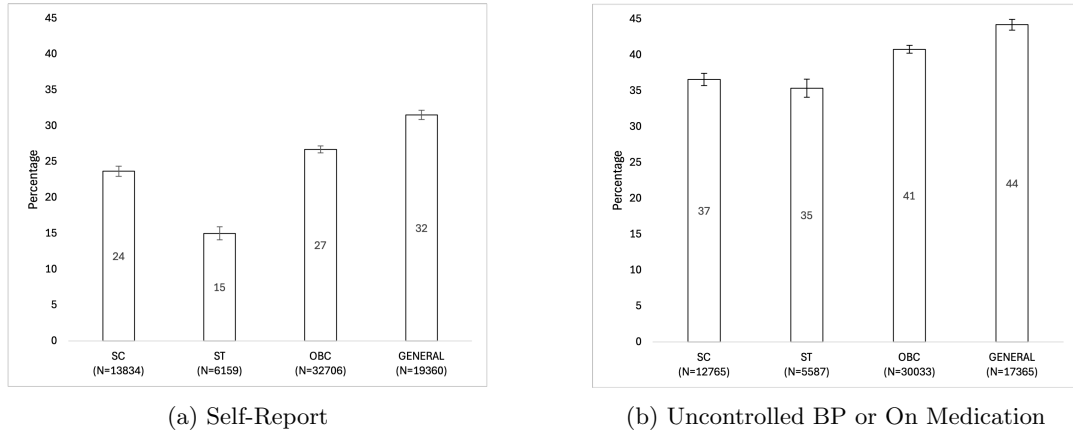 45
40
35
30
25
20
15
10
5
0
Percentage
24
15
27
32
SC
(N=13834)
ST
(N=6159)
OBC
(N=32706)
GENERAL
(N=19360)
(a) Self-Report
45
40
35
30
25
20
15
10
5
0
Percentage
37
35
41
44
SC
(N=12765)
ST
(N=5587)
OBC
(N=30033)
GENERAL
(N=17365)
(b) Uncontrolled BP or On Medication